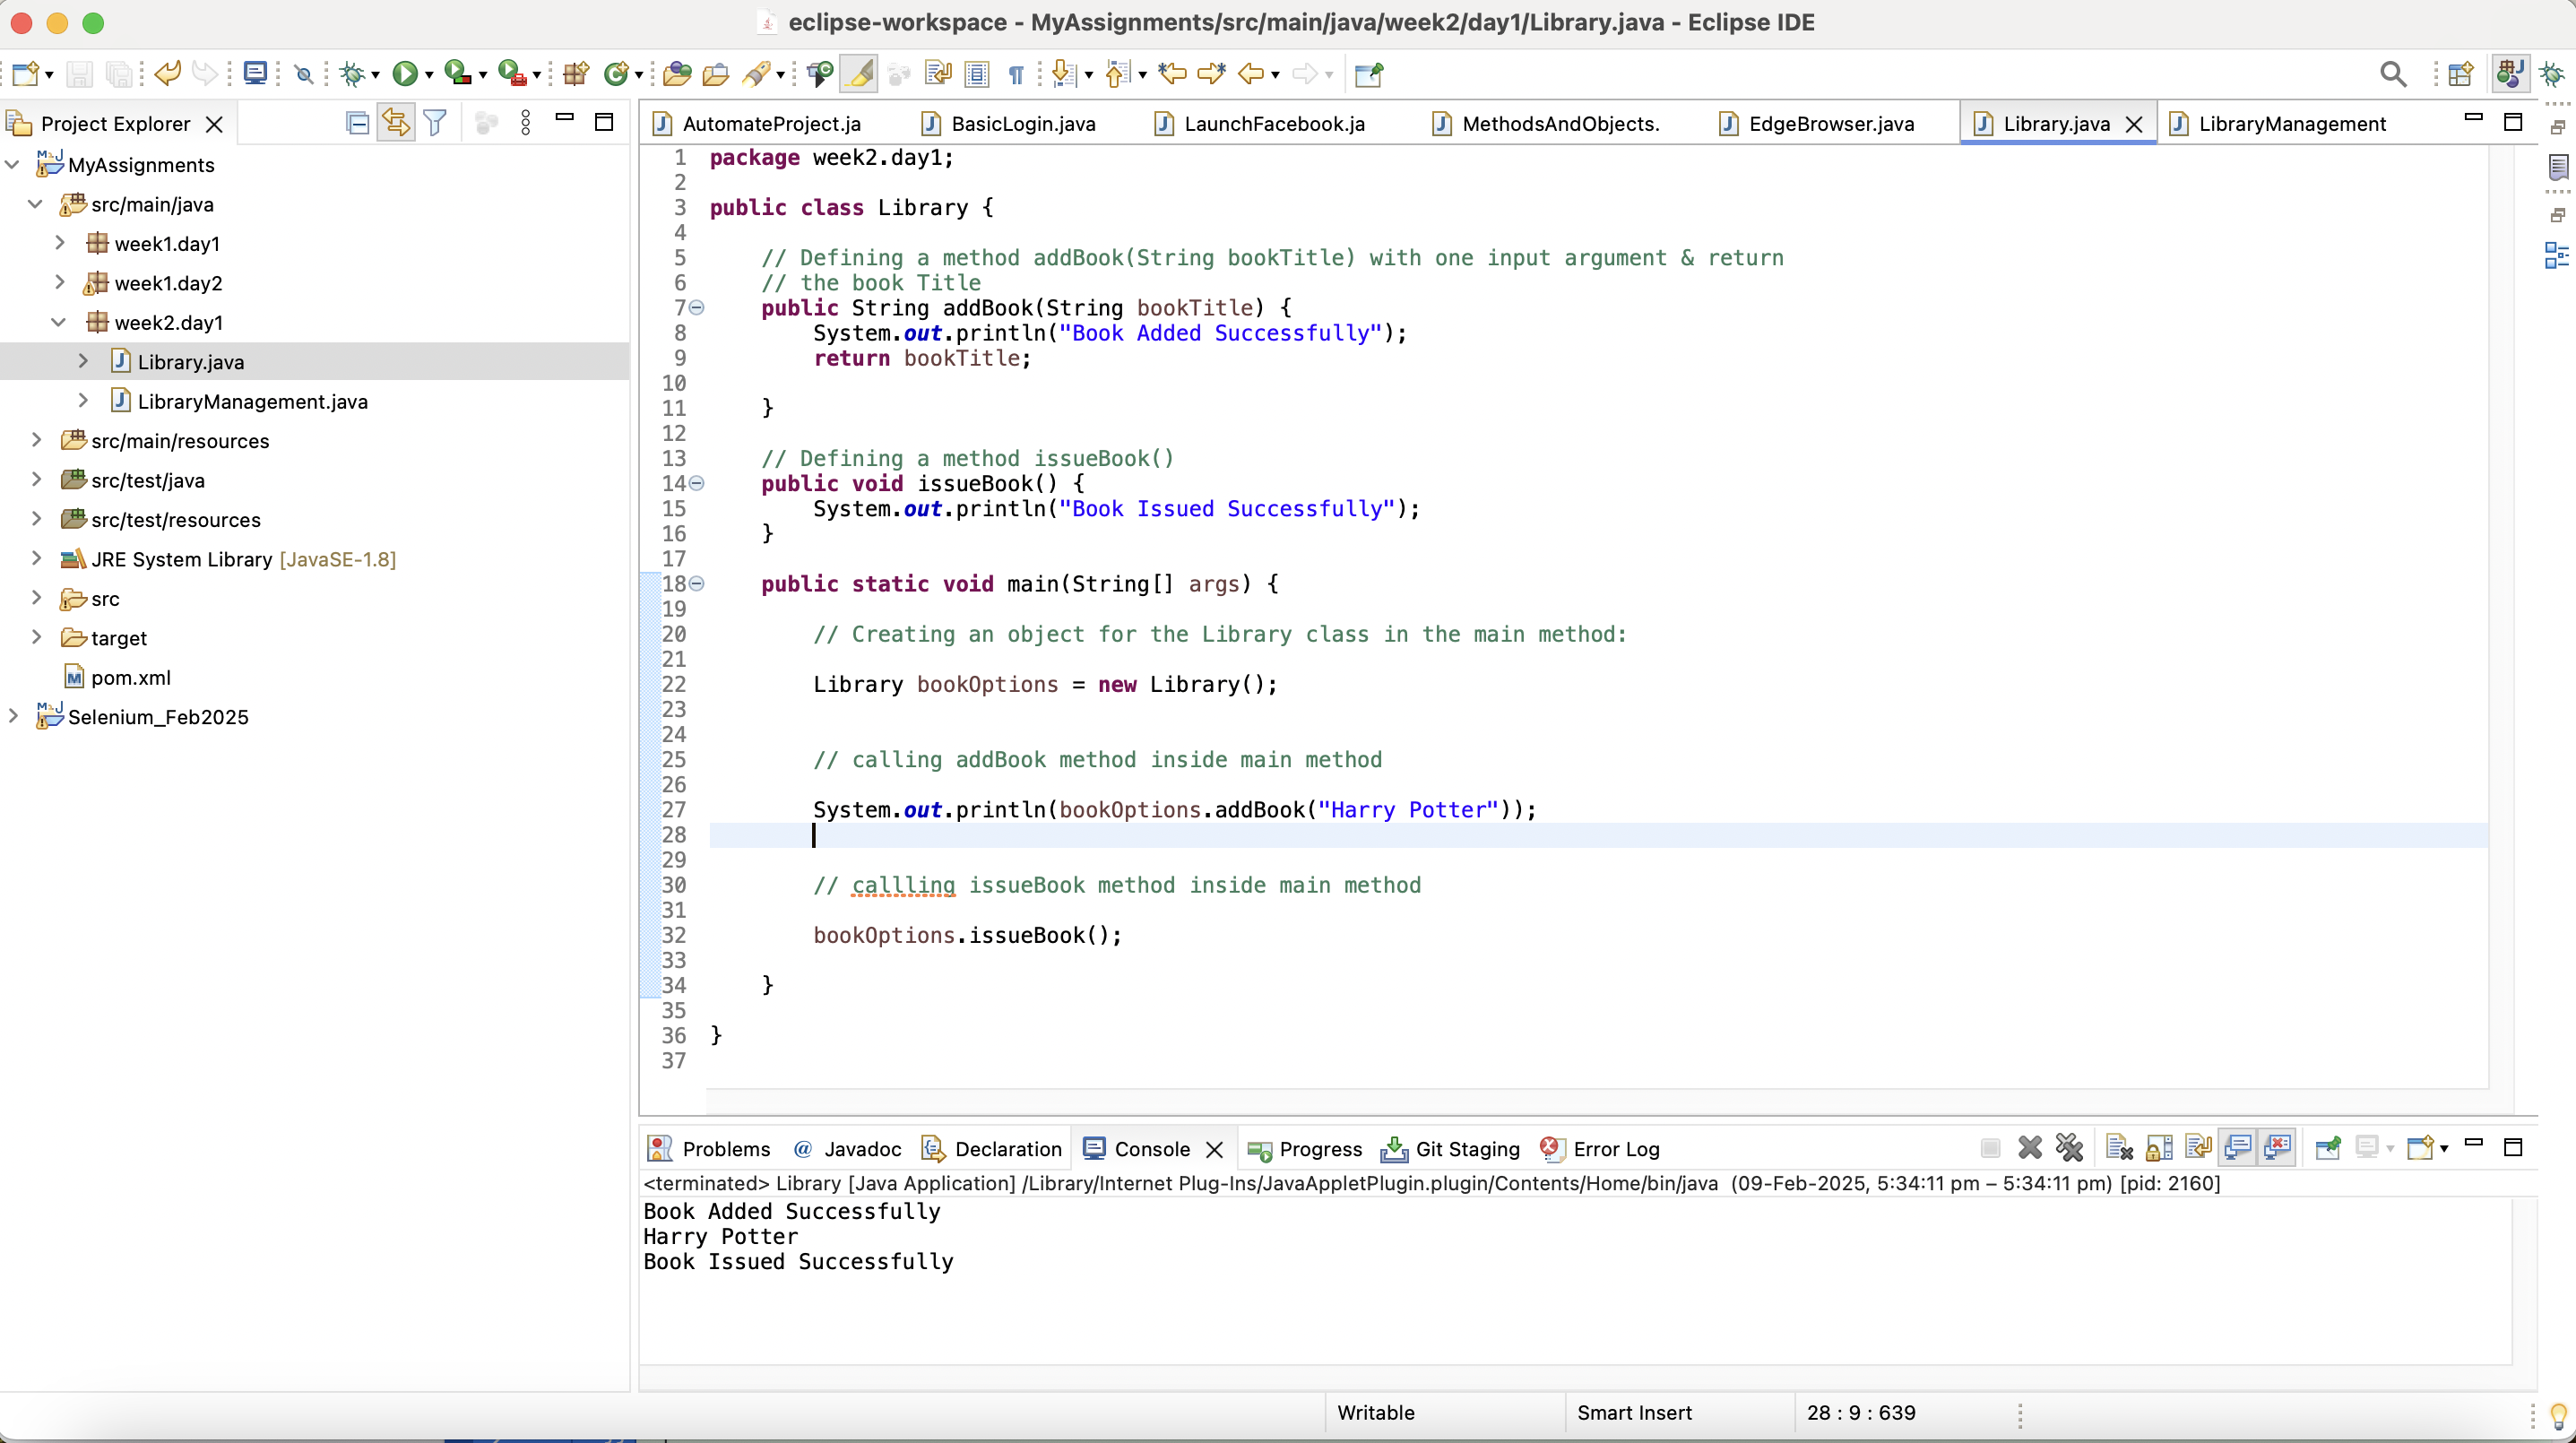 eclipse-workspace - MyAssignments/src/main/java/week2/day1/Library.java - Eclipse IDE
Project Explorer
MyAssignments
src/main/java
week1.day1
week1.day2
week2.day1
Library.java
LibraryManagement.java
src/main/resources
src/test/java
src/test/resources
JRE System Library [JavaSE-1.8]
src
target
pom.xml
Selenium_Feb2025
AutomateProject.ja BasicLogin.java LaunchFacebook.ja MethodsAndObjects. EdgeBrowser.java Library.java LibraryManagement
1 package week2.day1;
2
3 public class Library {
4
5 // Defining a method addBook(String bookTitle) with one input argument & return
6 // the book Title
7 public String addBook(String bookTitle) {
8 System.out.println("Book Added Successfully");
9 return bookTitle;
10
11 }
12
13 // Defining a method issueBook()
14 public void issueBook() {
15 System.out.println("Book Issued Successfully");
16 }
17
18 public static void main(String[] args) {
19
20 // Creating an object for the Library class in the main method:
21
22 Library bookOptions = new Library();
23
24
25 // calling addBook method inside main method
26
27 System.out.println(bookOptions.addBook("Harry Potter"));
28
29
30 // callling issueBook method inside main method
31
32 bookOptions.issueBook();
33
34 }
35
36 }
37
Problems @ Javadoc Declaration Console Progress Git Staging Error Log
<terminated> Library [Java Application] /Library/Internet Plug-Ins/JavaAppletPlugin.plugin/Contents/Home/bin/java (09-Feb-2025, 5:34:11 pm – 5:34:11 pm) [pid: 2160]
Book Added Successfully
Harry Potter
Book Issued Successfully
Writable Smart Insert 28 : 9 : 639